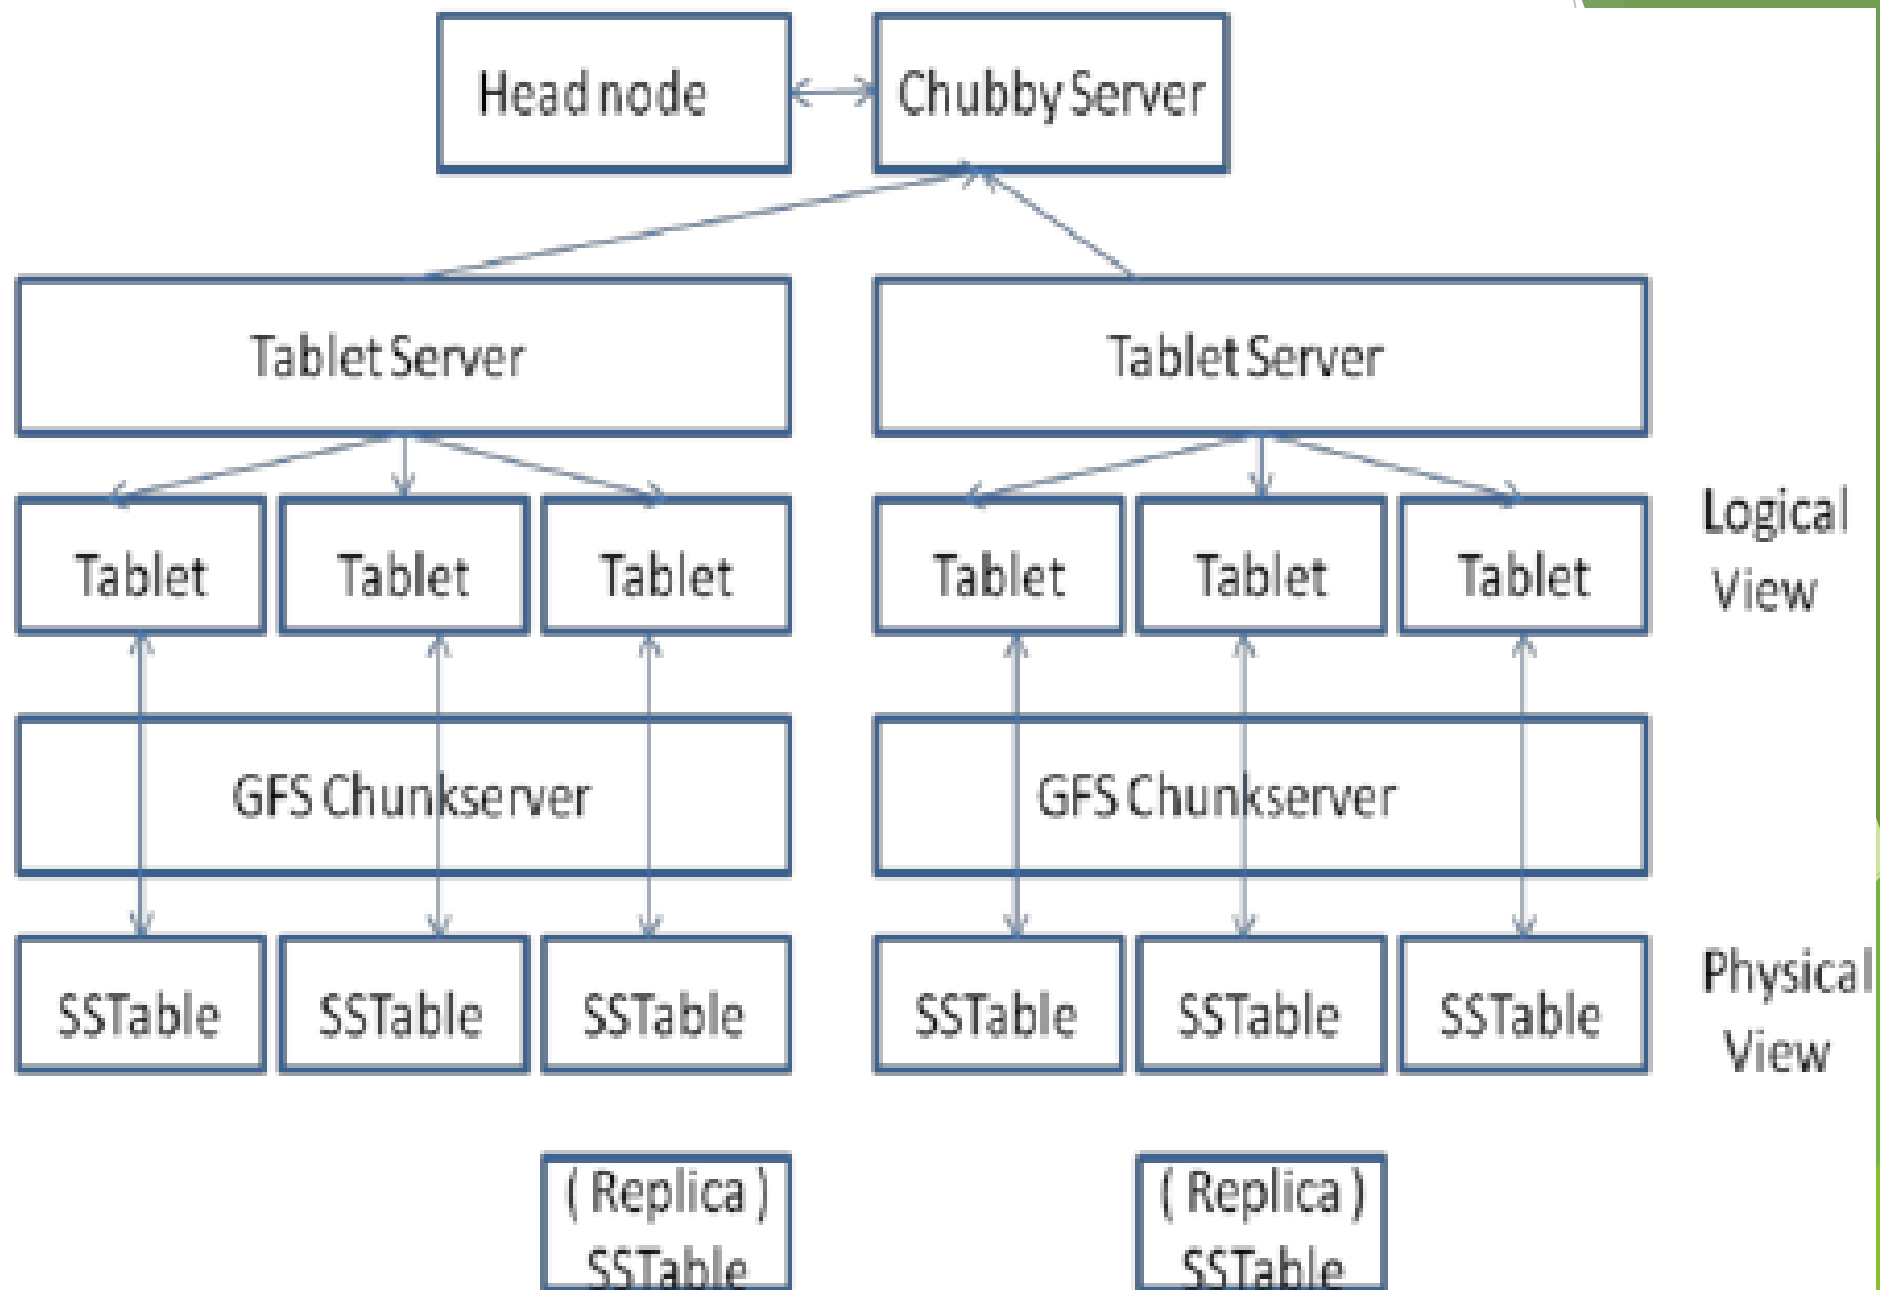 Head node
Chubby Server
Tablet Server
Tablet Server
Tablet
Tablet
Tablet
Tablet
Tablet
Tablet
Logical
View
GFS Chunkserver
GFS Chunkserver
SSTable
SSTable
SSTable
SSTable
SSTable
SSTable
Physical
View
( Replica )
SSTable
( Replica )
SSTable